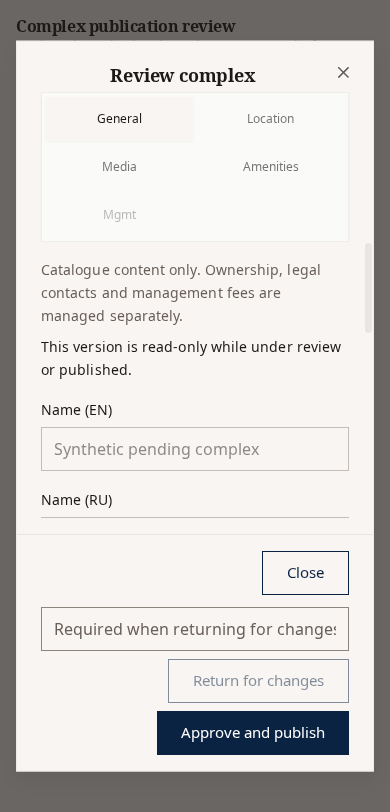 Complex publication review
Review complex
General
Location
Media
Amenities
Mgmt
Catalogue content only. Ownership, legal
contacts and management fees are
managed separately.
This version is read-only while under review
or published.
Name (EN)
Synthetic pending complex
Name (RU)
Close
Required when returning for changes
Return for changes
Approve and publish